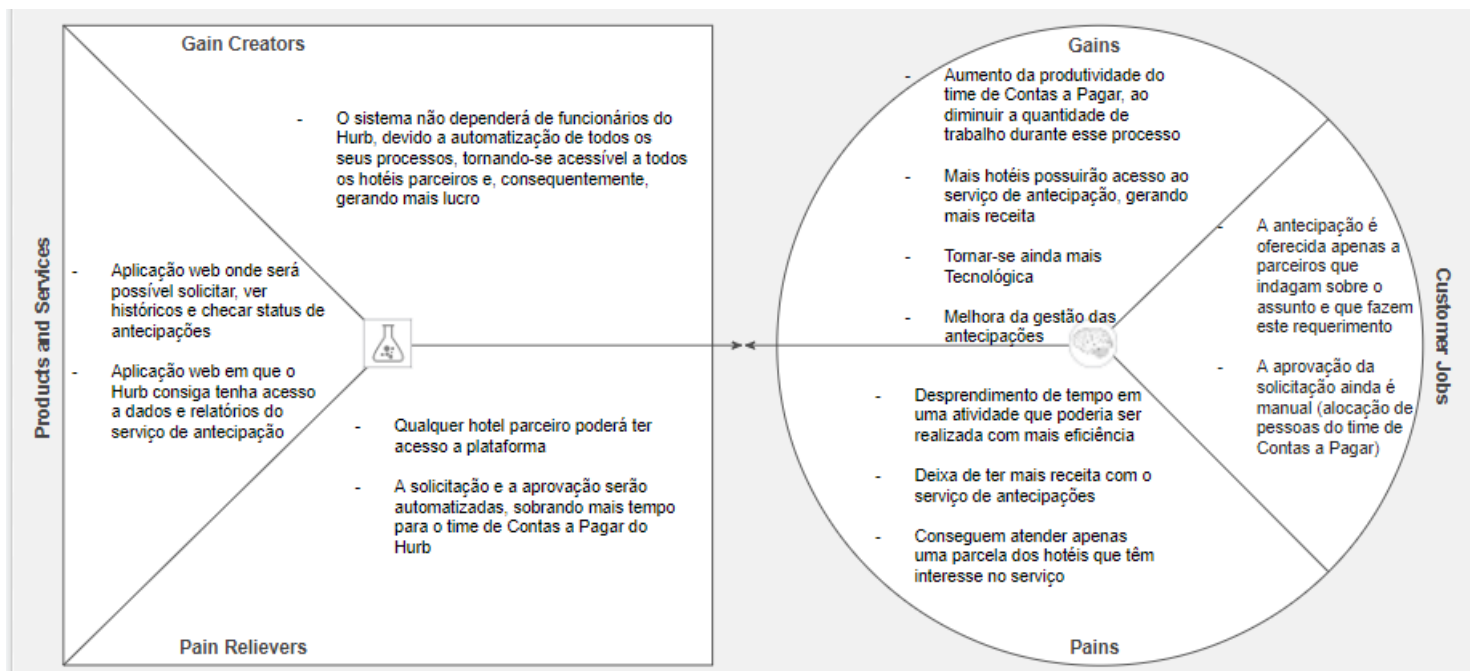 Gain Creators
- O sistema não dependerá de funcionários do
Hurb, devido a automatização de todos os
seus processos, tornando-se acessível a todos
os hotéis parceiros e, consequentemente,
gerando mais lucro
Products and Services
- Aplicação web onde será
possível solicitar, ver
históricos e checar status de
antecipações
- Aplicação web em que o
Hurb consiga tenha acesso
a dados e relatórios do
serviço de antecipação
- Qualquer hotel parceiro poderá ter
acesso a plataforma
- A solicitação e a aprovação serão
automatizadas, sobrando mais tempo
para o time de Contas a Pagar do
Hurb
Pain Relievers
Gains
- Aumento da produtividade do
time de Contas a Pagar, ao
diminuir a quantidade de
trabalho durante esse processo
- Mais hotéis possuirão acesso ao
serviço de antecipação, gerando
mais receita
- Tornar-se ainda mais
Tecnológica
- Melhora da gestão das
antecipações
- A antecipação é
oferecida apenas a
parceiros que
indagam sobre o
assunto e que fazem
este requerimento
- A aprovação da
solicitação ainda é
manual (alocação de
pessoas do time de
Contas a Pagar)
Customer Jobs
- Desprendimento de tempo em
uma atividade que poderia ser
realizada com mais eficiência
- Deixa de ter mais receita com o
serviço de antecipações
- Conseguem atender apenas
uma parcela dos hotéis que têm
interesse no serviço
Pains